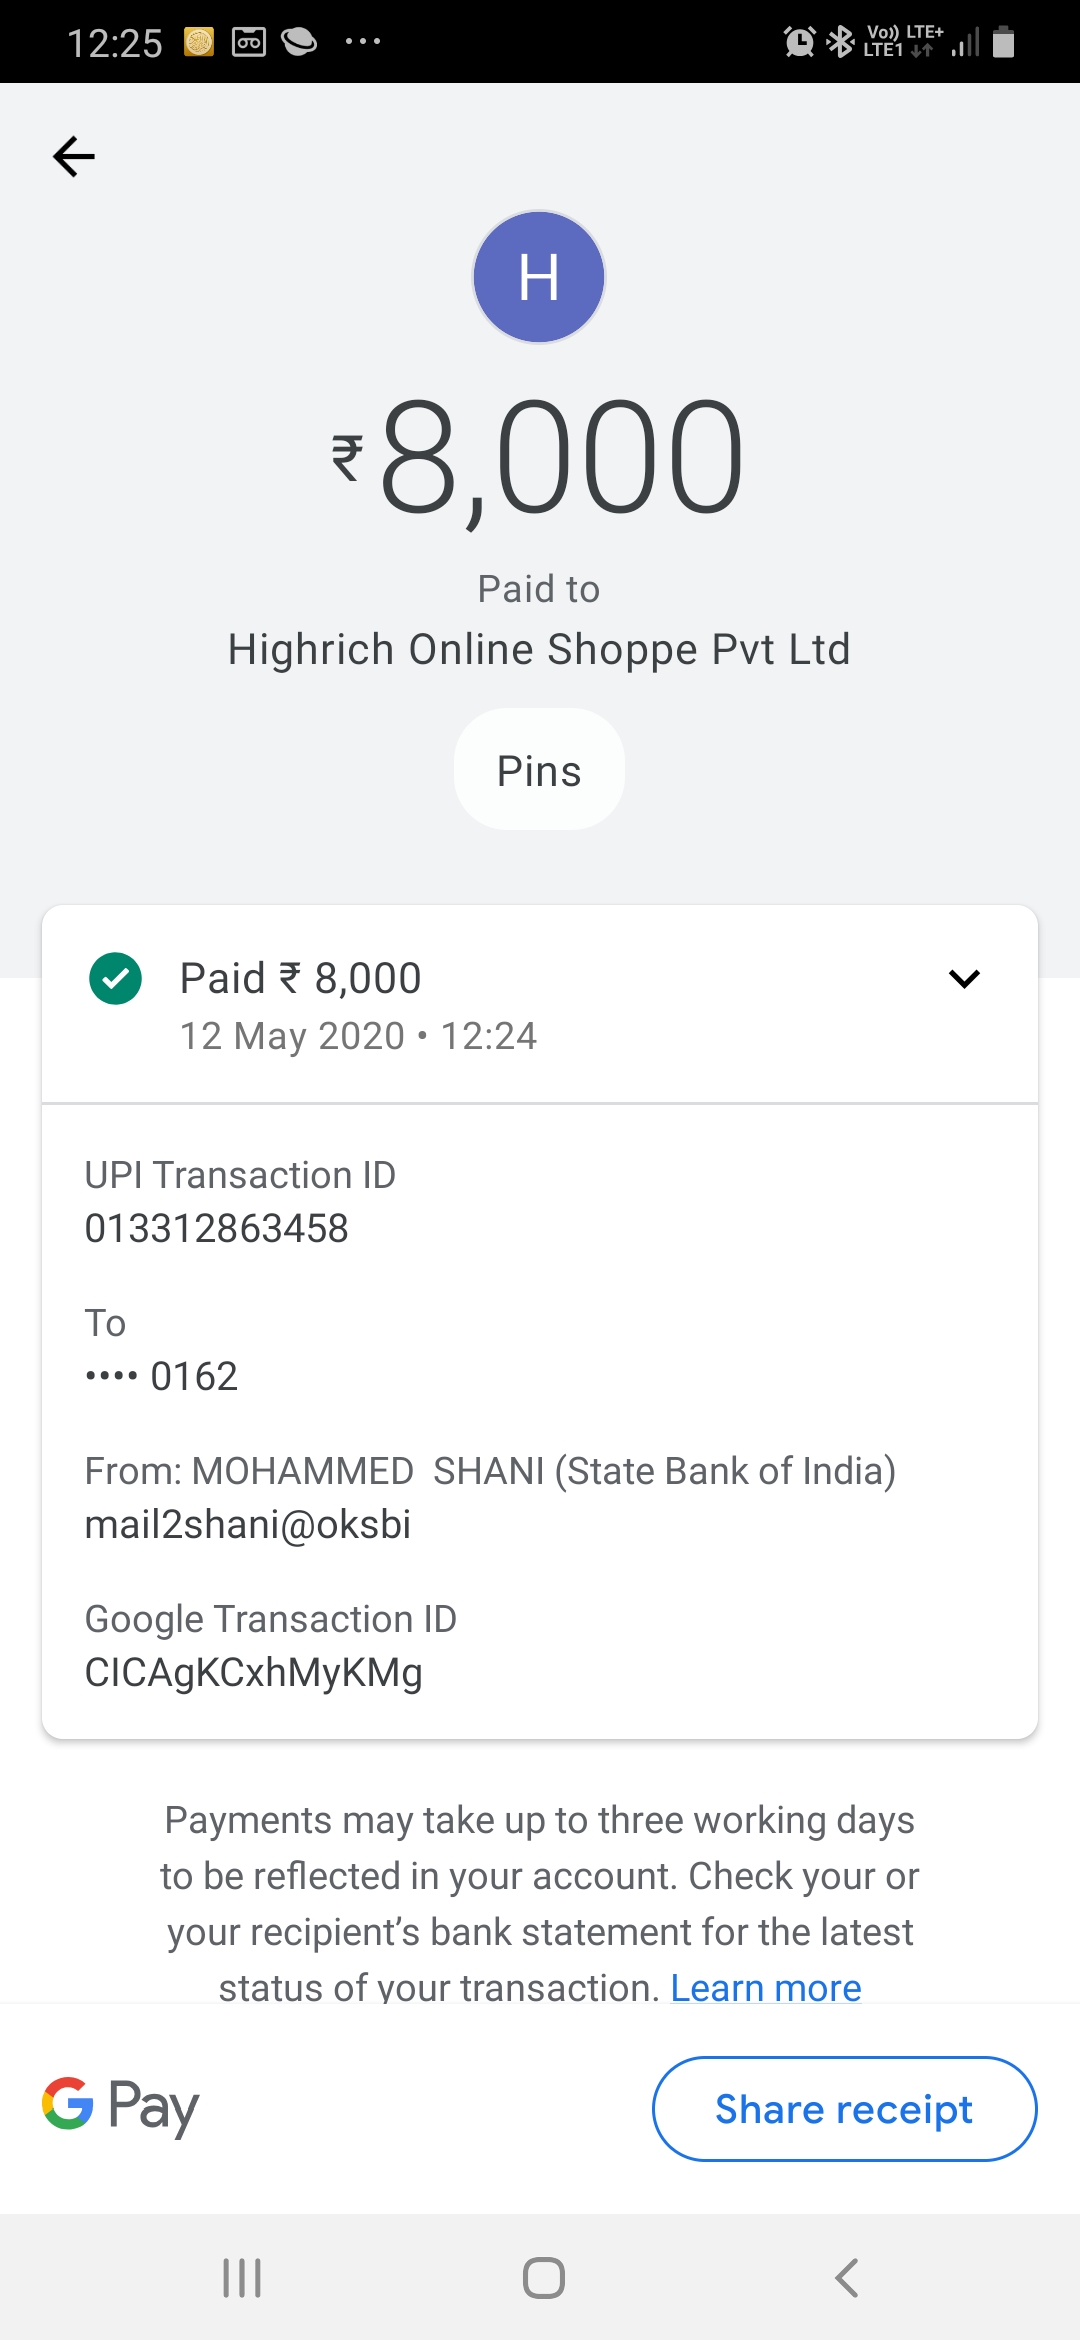 12:25
Vo)) LTE+
LTE1
H
₹8,000
Paid to
Highrich Online Shoppe Pvt Ltd
Pins
Paid ₹ 8,000
12 May 2020 • 12:24
UPI Transaction ID
013312863458
To
•••• 0162
From: MOHAMMED  SHANI (State Bank of India)
mail2shani@oksbi
Google Transaction ID
CICAgKCxhMyKMg
Payments may take up to three working days
to be reflected in your account. Check your or
your recipient’s bank statement for the latest
status of your transaction. Learn more
G Pay
Share receipt